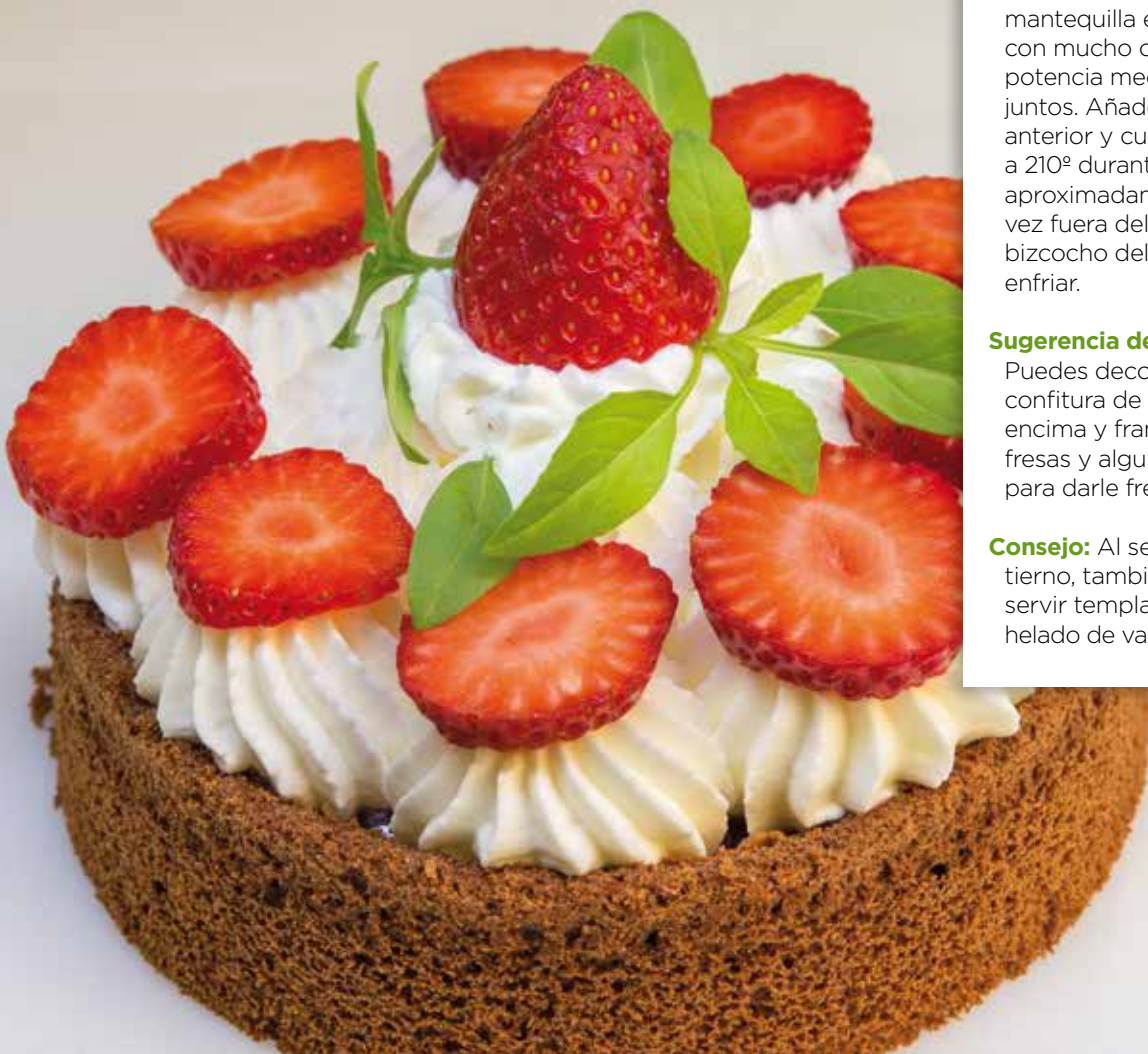 mantequilla e
con mucho c
potencia med
juntos. Añad
anterior y cu
a 210º durant
aproximadam
vez fuera del
bizcocho del
enfriar.
Sugerencia de
Puedes deco
confitura de
encima y fran
fresas y algu
para darle fre
Consejo: Al se
tierno, tambi
servir templa
helado de va